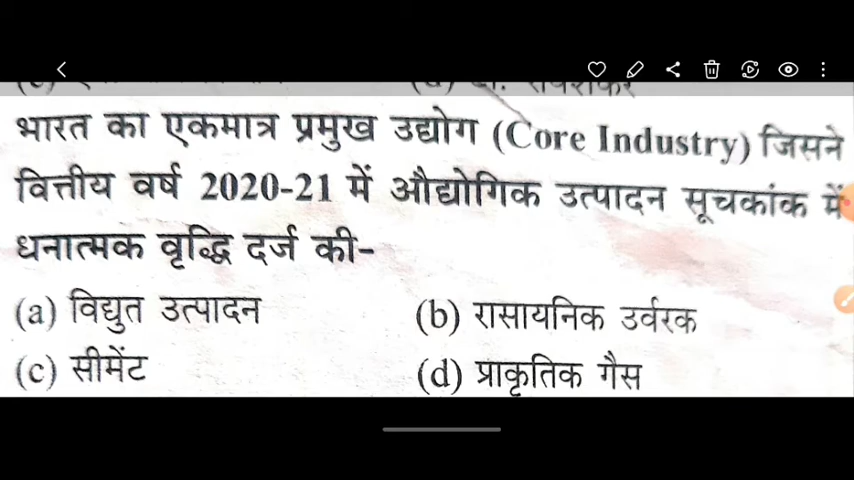 भारत का एकमात्र प्रमुख उद्योग (Core Industry) जिसने
वित्तीय वर्ष 2020-21 में औद्योगिक उत्पादन सूचकांक में
धनात्मक वृद्धि दर्ज की-
(a) विद्युत उत्पादन (b) रासायनिक उर्वरक
(c) सीमेंट (d) प्राकृतिक गैस